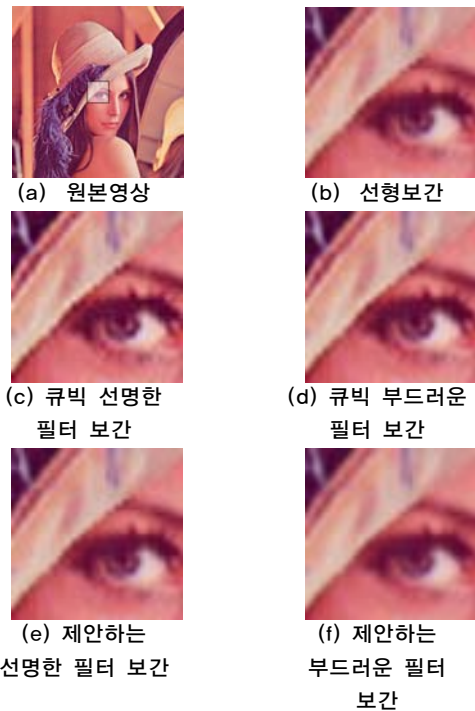 (a) 원본영상
(b) 선형보간
(c) 큐빅 선명한
필터 보간
(d) 큐빅 부드러운
필터 보간
(e) 제안하는
선명한 필터 보간
(f) 제안하는
부드러운 필터
보간